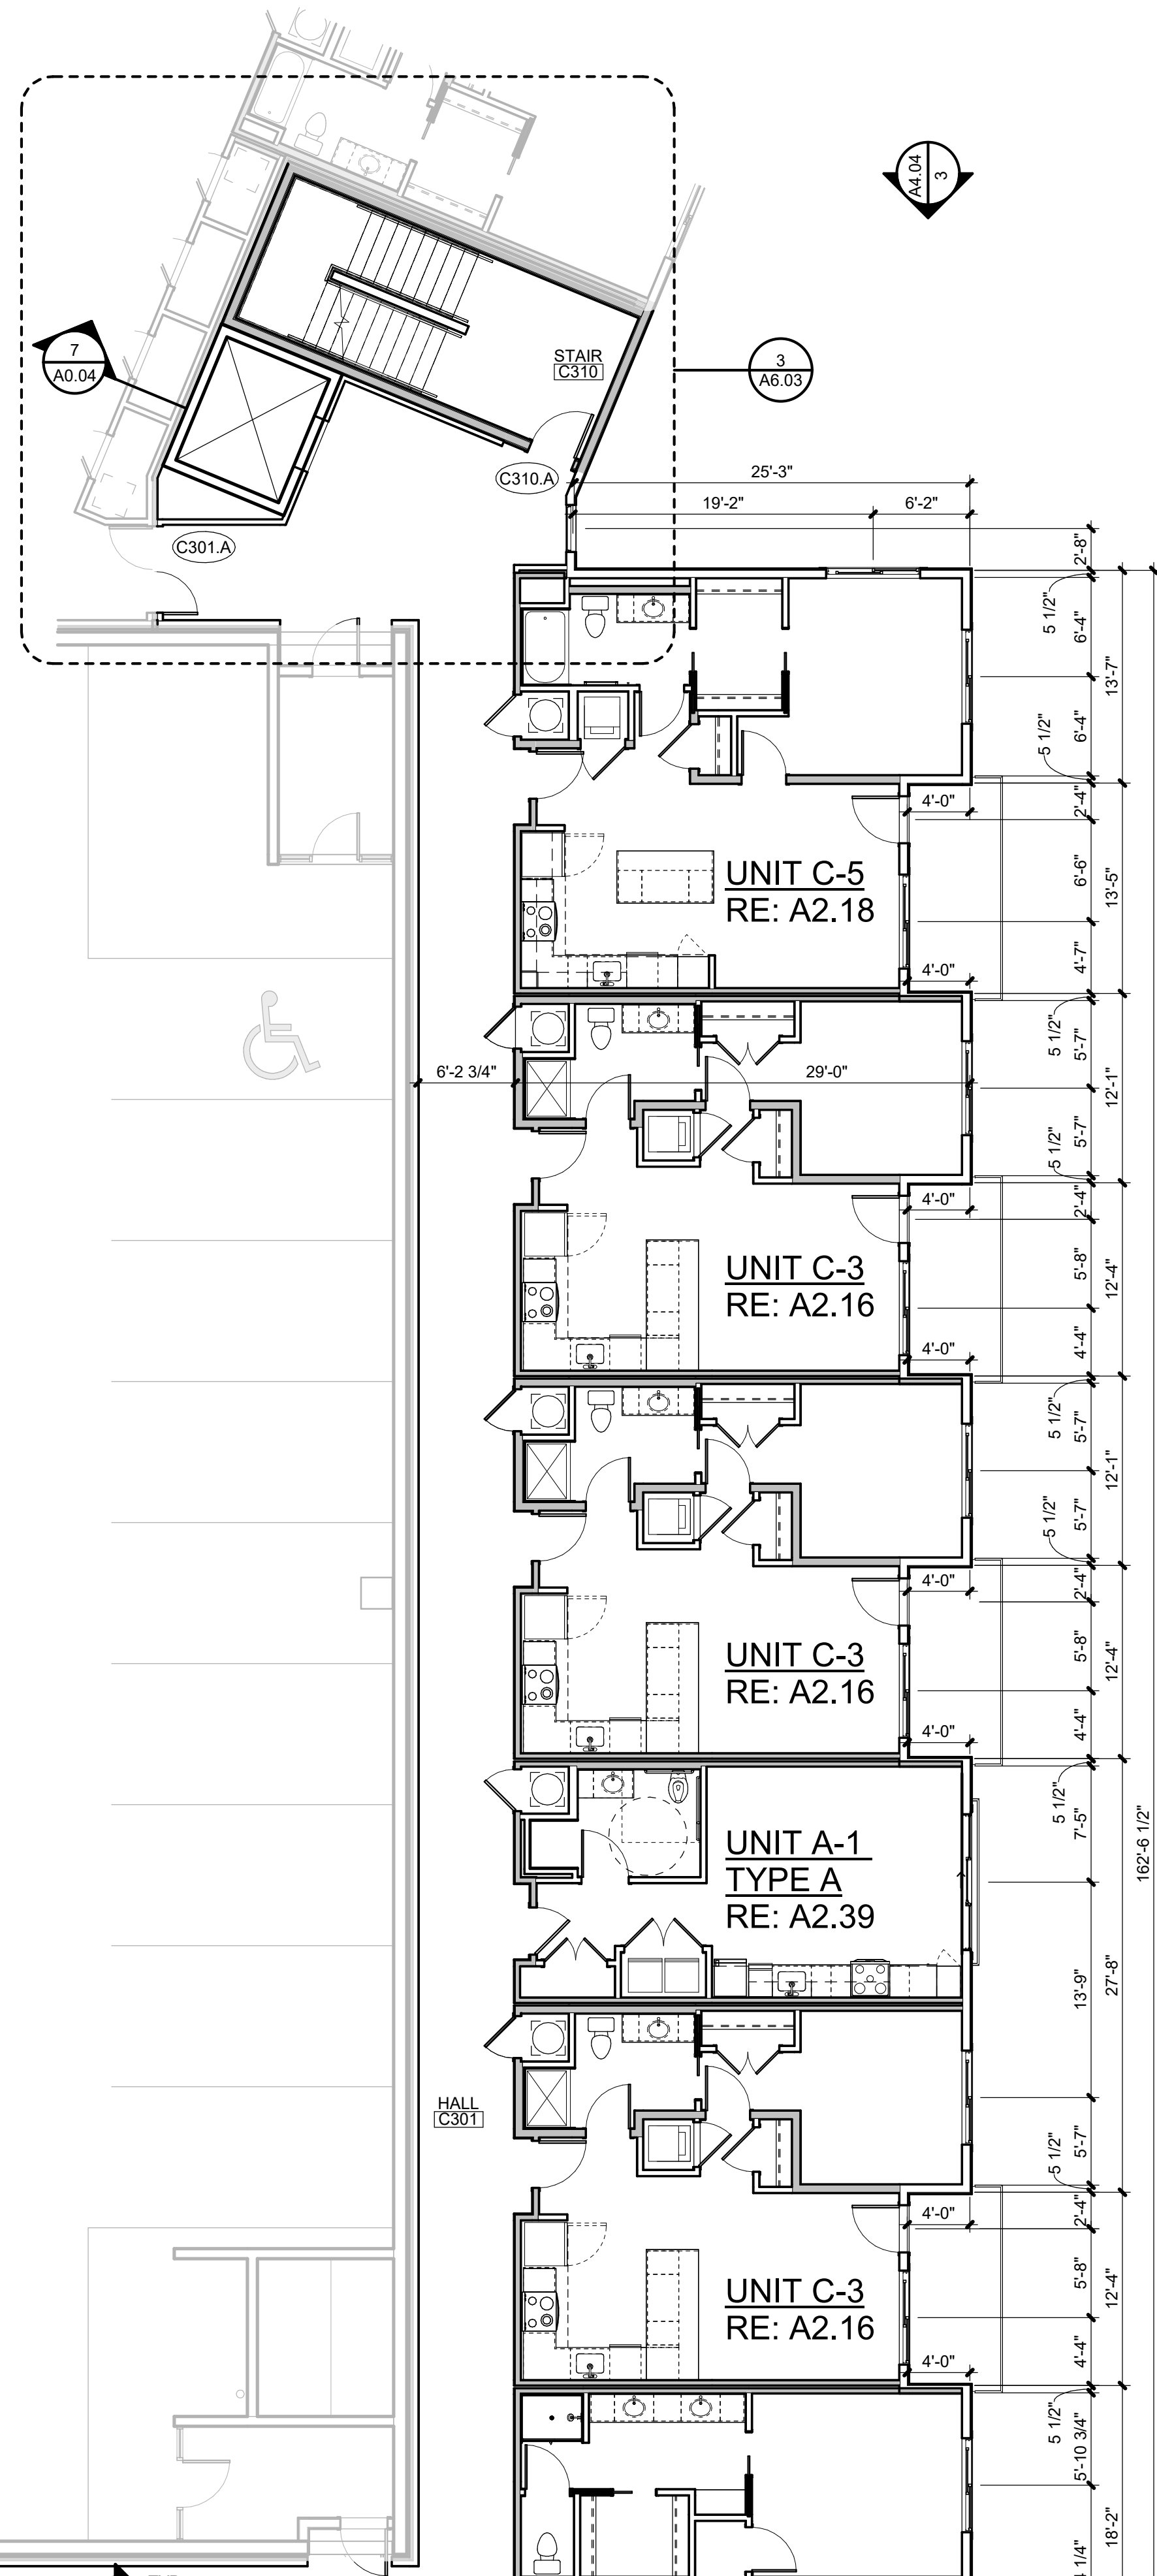 A4.04
3
7
A0.04
STAIR
C310
3
A6.03
C310.A
C301.A
25'-3"
19'-2"
6'-2"
2'-8"
5 1/2"
6'-4"
13'-7"
6'-4"
5 1/2"
4'-0"
2'-4"
UNIT C-5
RE: A2.18
6'-6"
13'-5"
4'-7"
4'-0"
5 1/2"
5'-7"
6'-2 3/4"
29'-0"
12'-1"
5'-7"
5 1/2"
4'-0"
2'-4"
UNIT C-3
RE: A2.16
5'-8"
12'-4"
4'-4"
4'-0"
5 1/2"
5'-7"
12'-1"
5'-7"
5 1/2"
4'-0"
2'-4"
UNIT C-3
RE: A2.16
5'-8"
12'-4"
4'-4"
4'-0"
5 1/2"
7'-5"
UNIT A-1
TYPE A
RE: A2.39
162'-6 1/2"
13'-9"
27'-8"
HALL
C301
5'-7"
5 1/2"
4'-0"
2'-4"
UNIT C-3
RE: A2.16
5'-8"
12'-4"
4'-4"
4'-0"
5 1/2"
5'-10 3/4"
18'-2"
1/4"